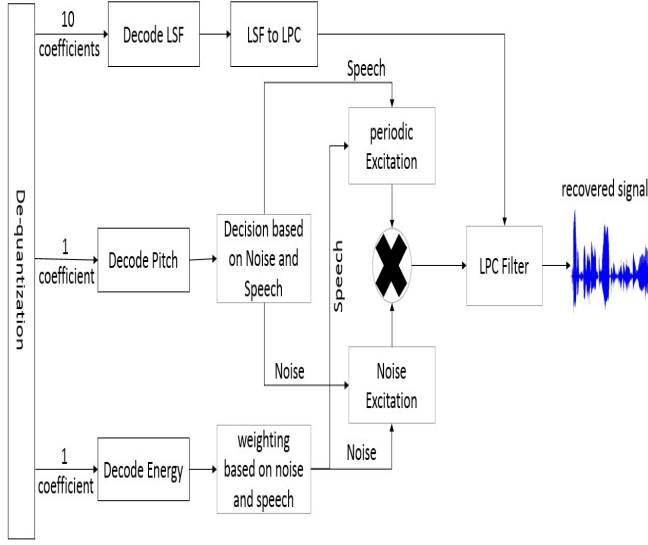 De-quantization
10
coefficients
Decode LSF
LSF to LPC
Speech
periodic
Excitation
recovered signal
1
coefficient
Decode Pitch
Decision based
on Noise and
Speech
Speech
LPC Filter
Noise
Noise
Excitation
1
coefficient
Decode Energy
weighting
based on noise
and speech
Noise